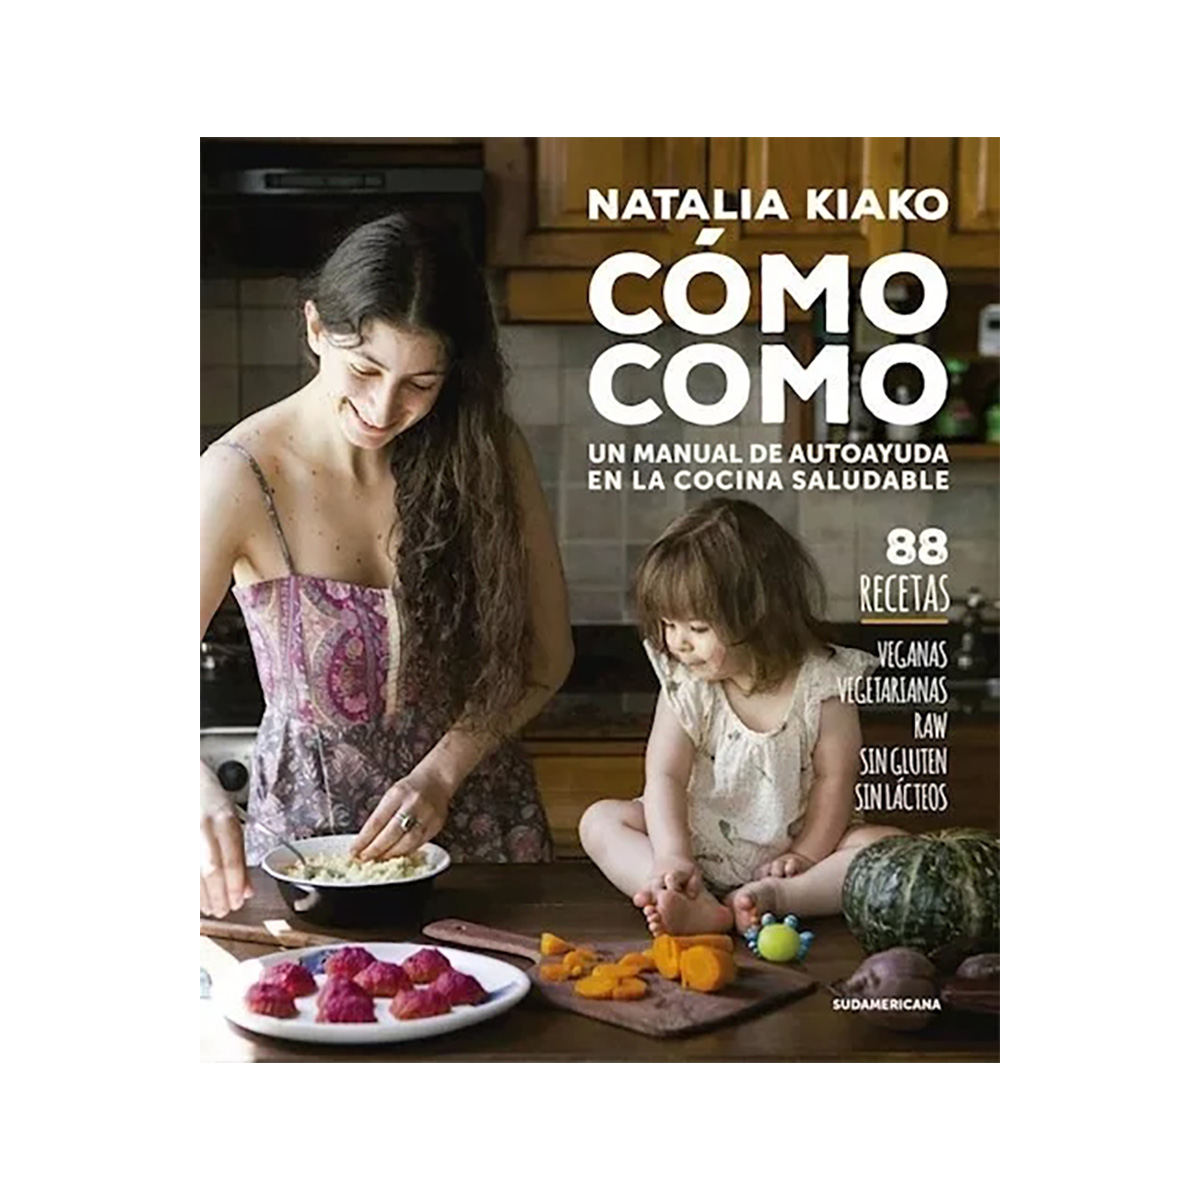 NATALIA KIAKO
CÓMO
COMO
UN MANUAL DE AUTOAYUDA
EN LA COCINA SALUDABLE
88
RECETAS
VEGANAS
VEGETARIANAS
RAW
SIN GLUTEN
SIN LÁCTEOS
SUDAMERICANA